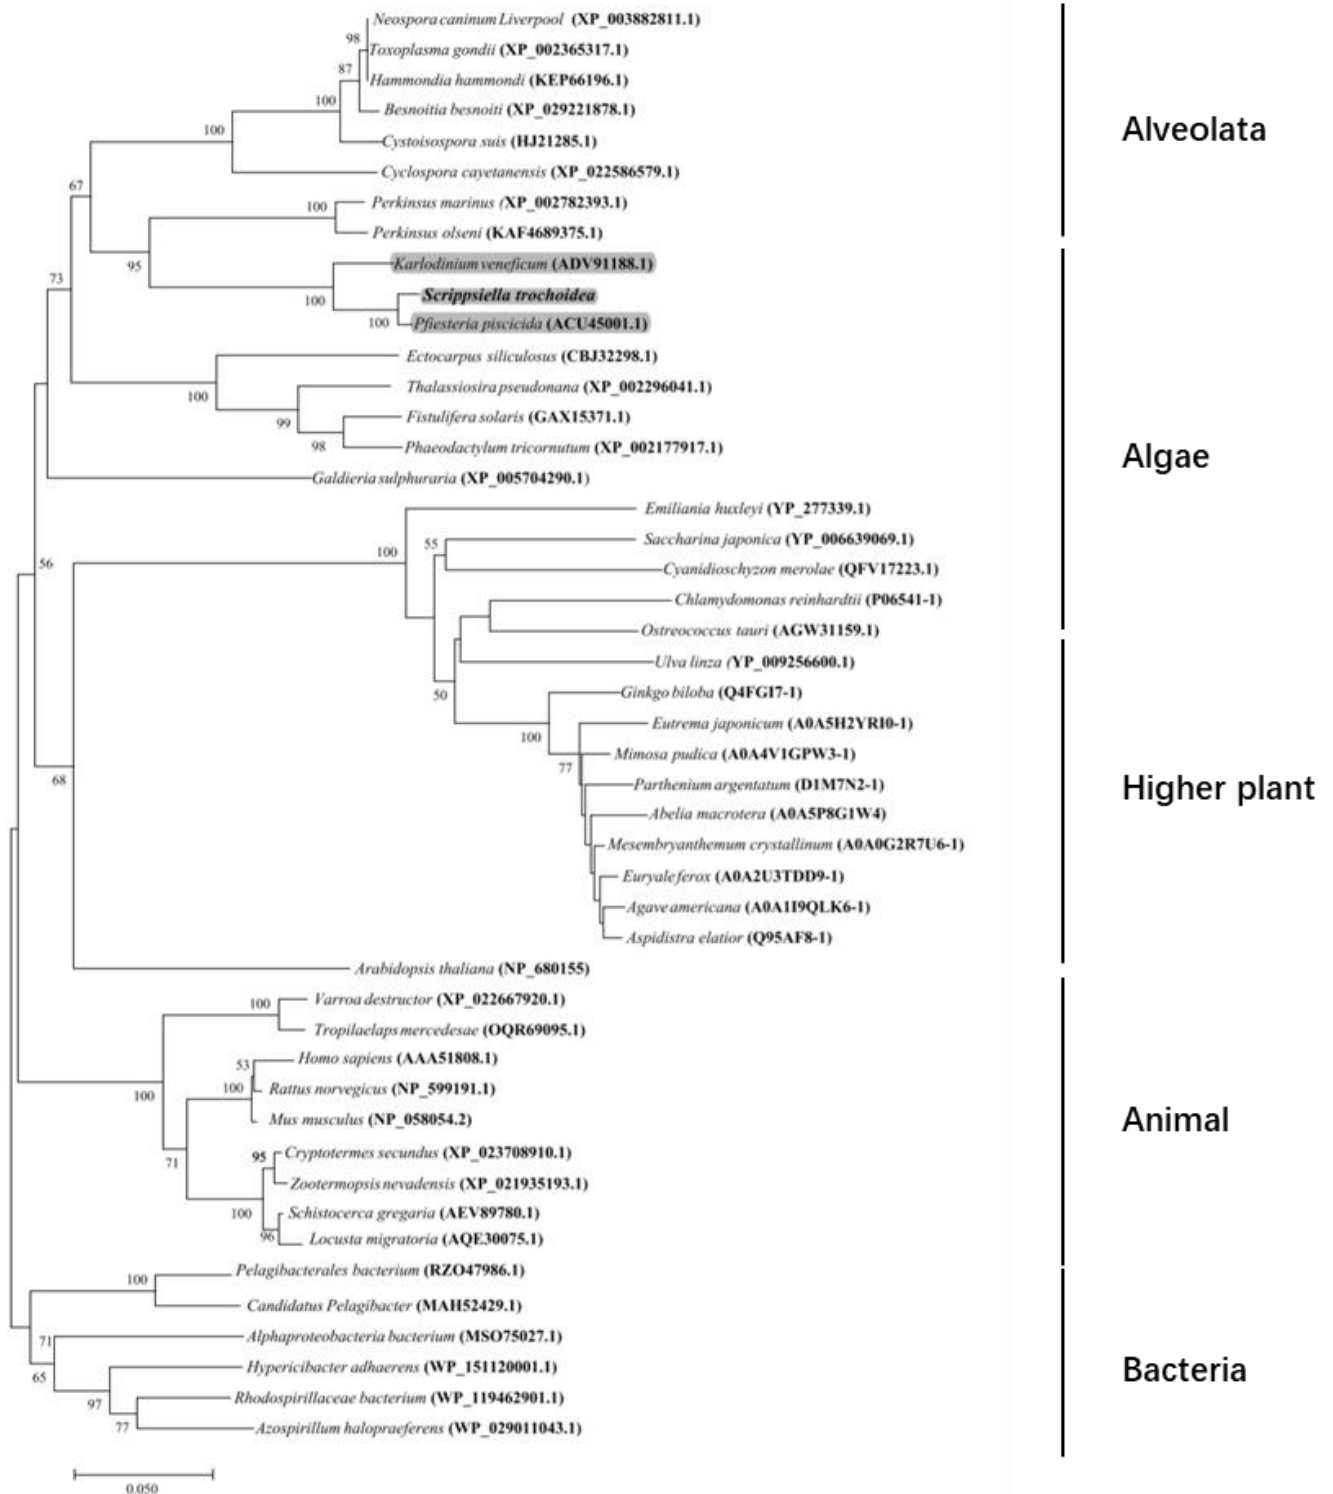 Neospora caninum Liverpool (XP_003882811.1)
98
Toxoplasma gondii (XP_002365317.1)
87
Hammondia hammondi (KEP66196.1)
100
Besnoitia besnoiti (XP_029221878.1)
100
Alveolata
Cystoisospora suis (HJ21285.1)
Cyclospora cayetanensis (XP_022586579.1)
67
100
Perkinsus marinus (XP_002782393.1)
Perkinsus olseni (KAF4689375.1)
95
Karlodinium veneficum (ADV91188.1)
73
100
Scrippsiella trochoidea
100
Pfiesteria piscicida (ACU45001.1)
Ectocarpus siliculosus (CBJ32298.1)
100
Thalassiosira pseudonana (XP_002296041.1)
99
Fistulifera solaris (GAX15371.1)
98
Phaeodactylum tricornutum (XP_002177917.1)
Algae
Galdieria sulphuraria (XP_005704290.1)
Emiliania huxleyi (YP_277339.1)
55
Saccharina japonica (YP_006639069.1)
100
56
Cyanidioschyzon merolae (QFV17223.1)
Chlamydomonas reinhardtii (P06541-1)
Ostreococcus tauri (AGW31159.1)
Ulva linza (YP_009256600.1)
50
Ginkgo biloba (Q4FGI7-1)
Eutrema japonicum (A0A5H2YRI0-1)
100
Mimosa pudica (A0A4V1GPW3-1)
77
68
Parthenium argentatum (D1M7N2-1)
Higher plant
Abelia macrotera (A0A5P8G1W4)
Mesembryanthemum crystallinum (A0A0G2R7U6-1)
Euryale ferox (A0A2U3TDD9-1)
Agave americana (A0A1I9QLK6-1)
Aspidistra elatior (Q95AF8-1)
Arabidopsis thaliana (NP_680155)
100
Varroa destructor (XP_022667920.1)
Tropilaelaps mercedesae (OQR69095.1)
53
Homo sapiens (AAA51808.1)
100
100
Rattus norvegicus (NP_599191.1)
Mus musculus (NP_058054.2)
Animal
71
95
Cryptotermes secundus (XP_023708910.1)
Zootermopsis nevadensis (XP_021935193.1)
100
Schistocerca gregaria (AEV89780.1)
96
Locusta migratoria (AQE30075.1)
100
Pelagibacterales bacterium (RZO47986.1)
Candidatus Pelagibacter (MAH52429.1)
71
Alphaproteobacteria bacterium (MSO75027.1)
65
Hypericibacter adhaerens (WP_151120001.1)
Bacteria
97
Rhodospirillaceae bacterium (WP_119462901.1)
77
Azospirillum halopraeferens (WP_029011043.1)
0.050